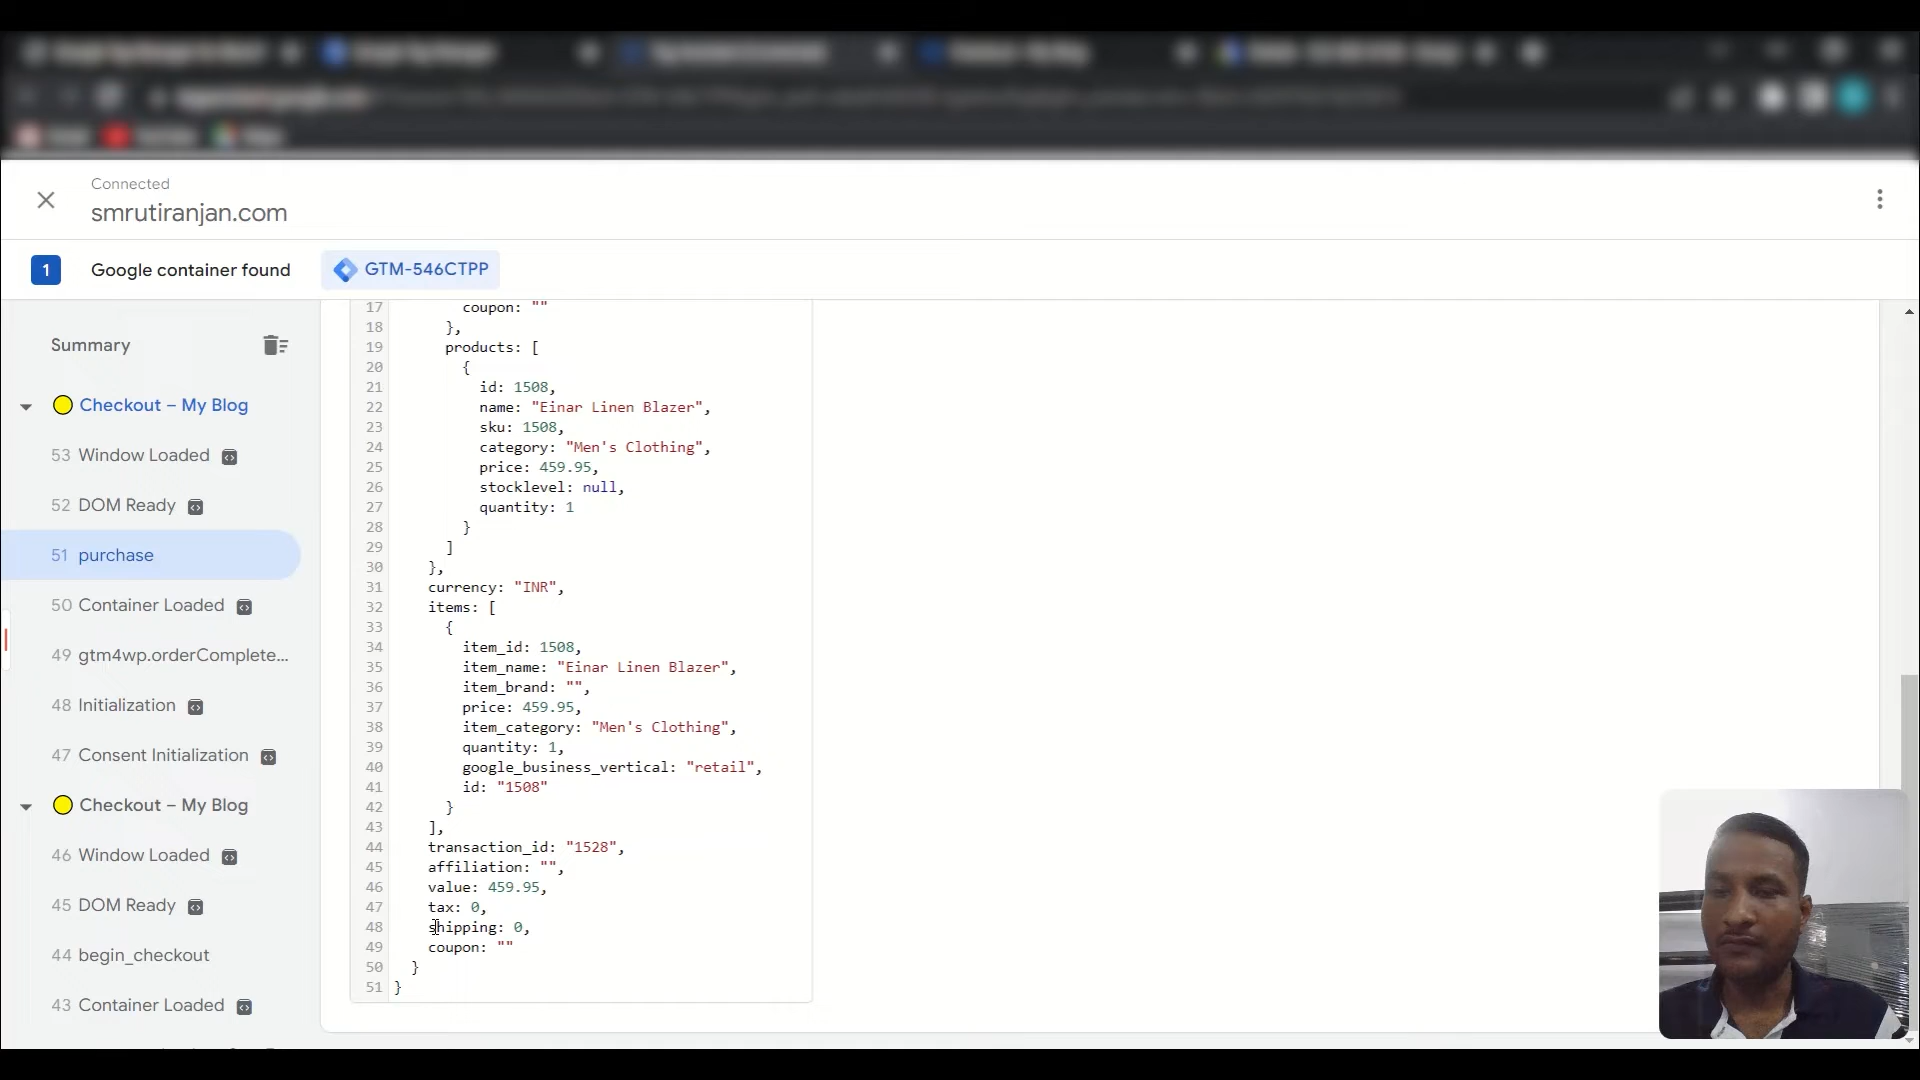 Connected
smrutiranjan.com
1 Google container found GTM-546CTPP
Summary
Checkout – My Blog
53 Window Loaded
52 DOM Ready
51 purchase
50 Container Loaded
49 gtm4wp.orderComplete...
48 Initialization
47 Consent Initialization
Checkout – My Blog
46 Window Loaded
45 DOM Ready
44 begin_checkout
43 Container Loaded
17 coupon: ""
18 },
19 products: [
20 {
21 id: 1508,
22 name: "Einar Linen Blazer",
23 sku: 1508,
24 category: "Men's Clothing",
25 price: 459.95,
26 stocklevel: null,
27 quantity: 1
28 }
29 ]
30 },
31 currency: "INR",
32 items: [
33 {
34 item_id: 1508,
35 item_name: "Einar Linen Blazer",
36 item_brand: "",
37 price: 459.95,
38 item_category: "Men's Clothing",
39 quantity: 1,
40 google_business_vertical: "retail",
41 id: "1508"
42 }
43 ],
44 transaction_id: "1528",
45 affiliation: "",
46 value: 459.95,
47 tax: 0,
48 shipping: 0,
49 coupon: ""
50 }
51 }